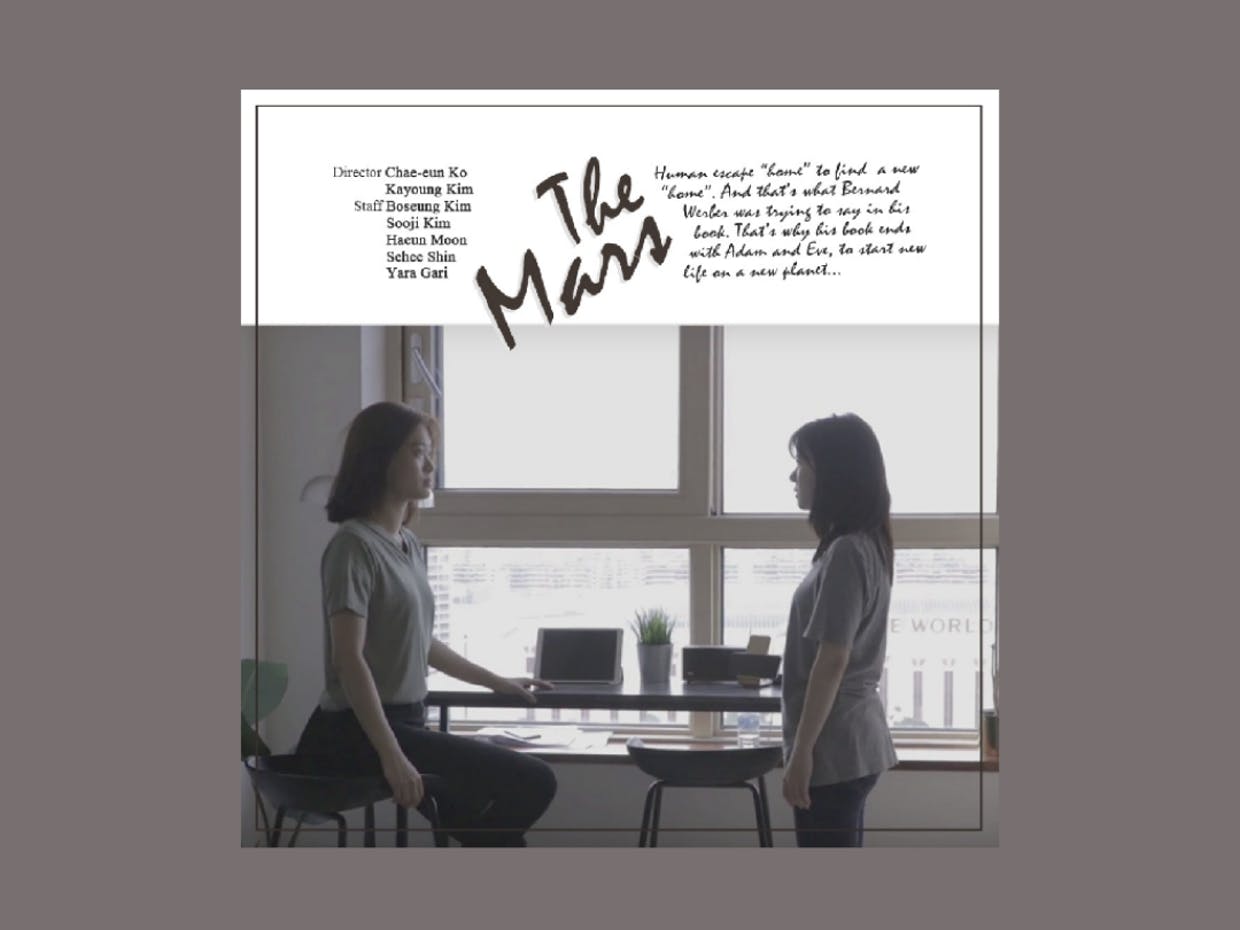 Director Chae-eun Ko
Kayoung Kim
Staff Boseung Kim
Sooji Kim
Haeun Moon
Sehee Shin
Yara Gari
The
Mars
Human escape “home” to find a new
“home”. And that’s what Bernard
Werber was trying to say in his
book. That’s why his book ends
with Adam and Eve, to start new
life on a new planet...
E WORLD